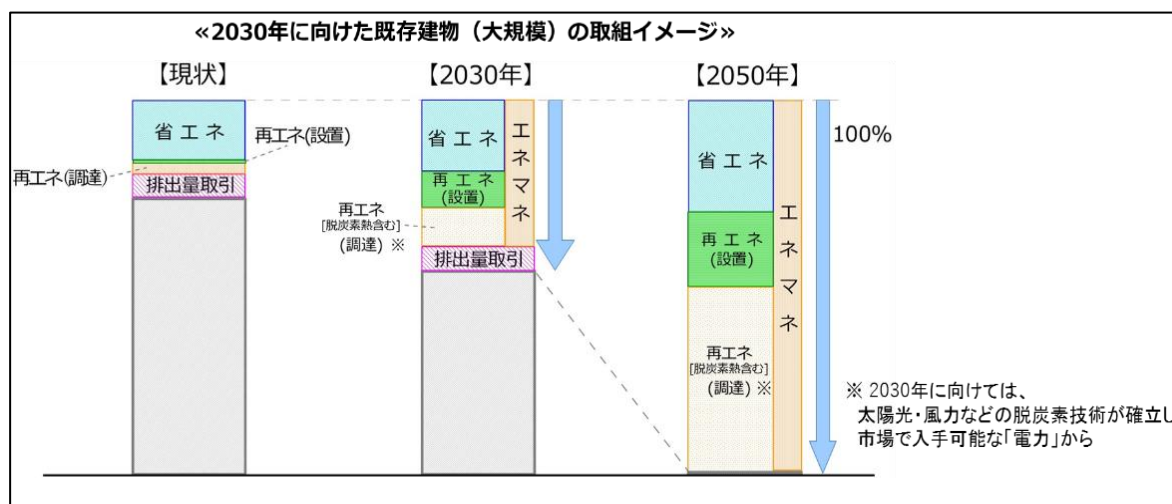 ≪2030年に向けた既存建物（大規模）の取組イメージ≫
【現状】
【2030年】
【2050年】
省エネ
再エネ(設置)
再エネ(調達)
排出量取引
省エネ
エネマネ
再エネ
(設置)
再エネ
[脱炭素熱含む]
(調達) ※
排出量取引
100%
省エネ
エネマネ
再エネ
(設置)
再エネ
[脱炭素熱含む]
(調達) ※
※ 2030年に向けては、
太陽光・風力などの脱炭素技術が確立し
市場で入手可能な「電力」から